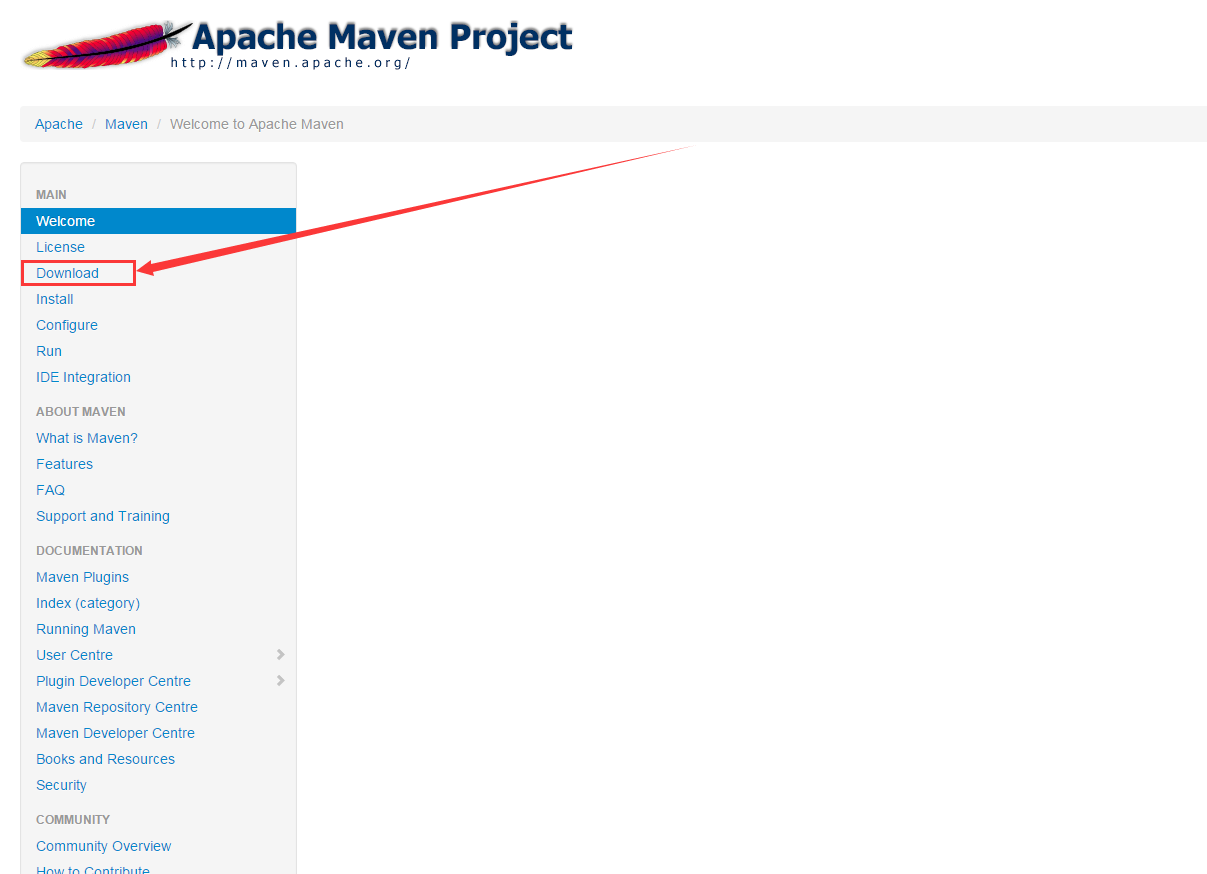 Apache Maven Project
http://maven.apache.org/
Apache / Maven / Welcome to Apache Maven
MAIN
Welcome
License
Download
Install
Configure
Run
IDE Integration
ABOUT MAVEN
What is Maven?
Features
FAQ
Support and Training
DOCUMENTATION
Maven Plugins
Index (category)
Running Maven
User Centre
Plugin Developer Centre
Maven Repository Centre
Maven Developer Centre
Books and Resources
Security
COMMUNITY
Community Overview
How to Contribute